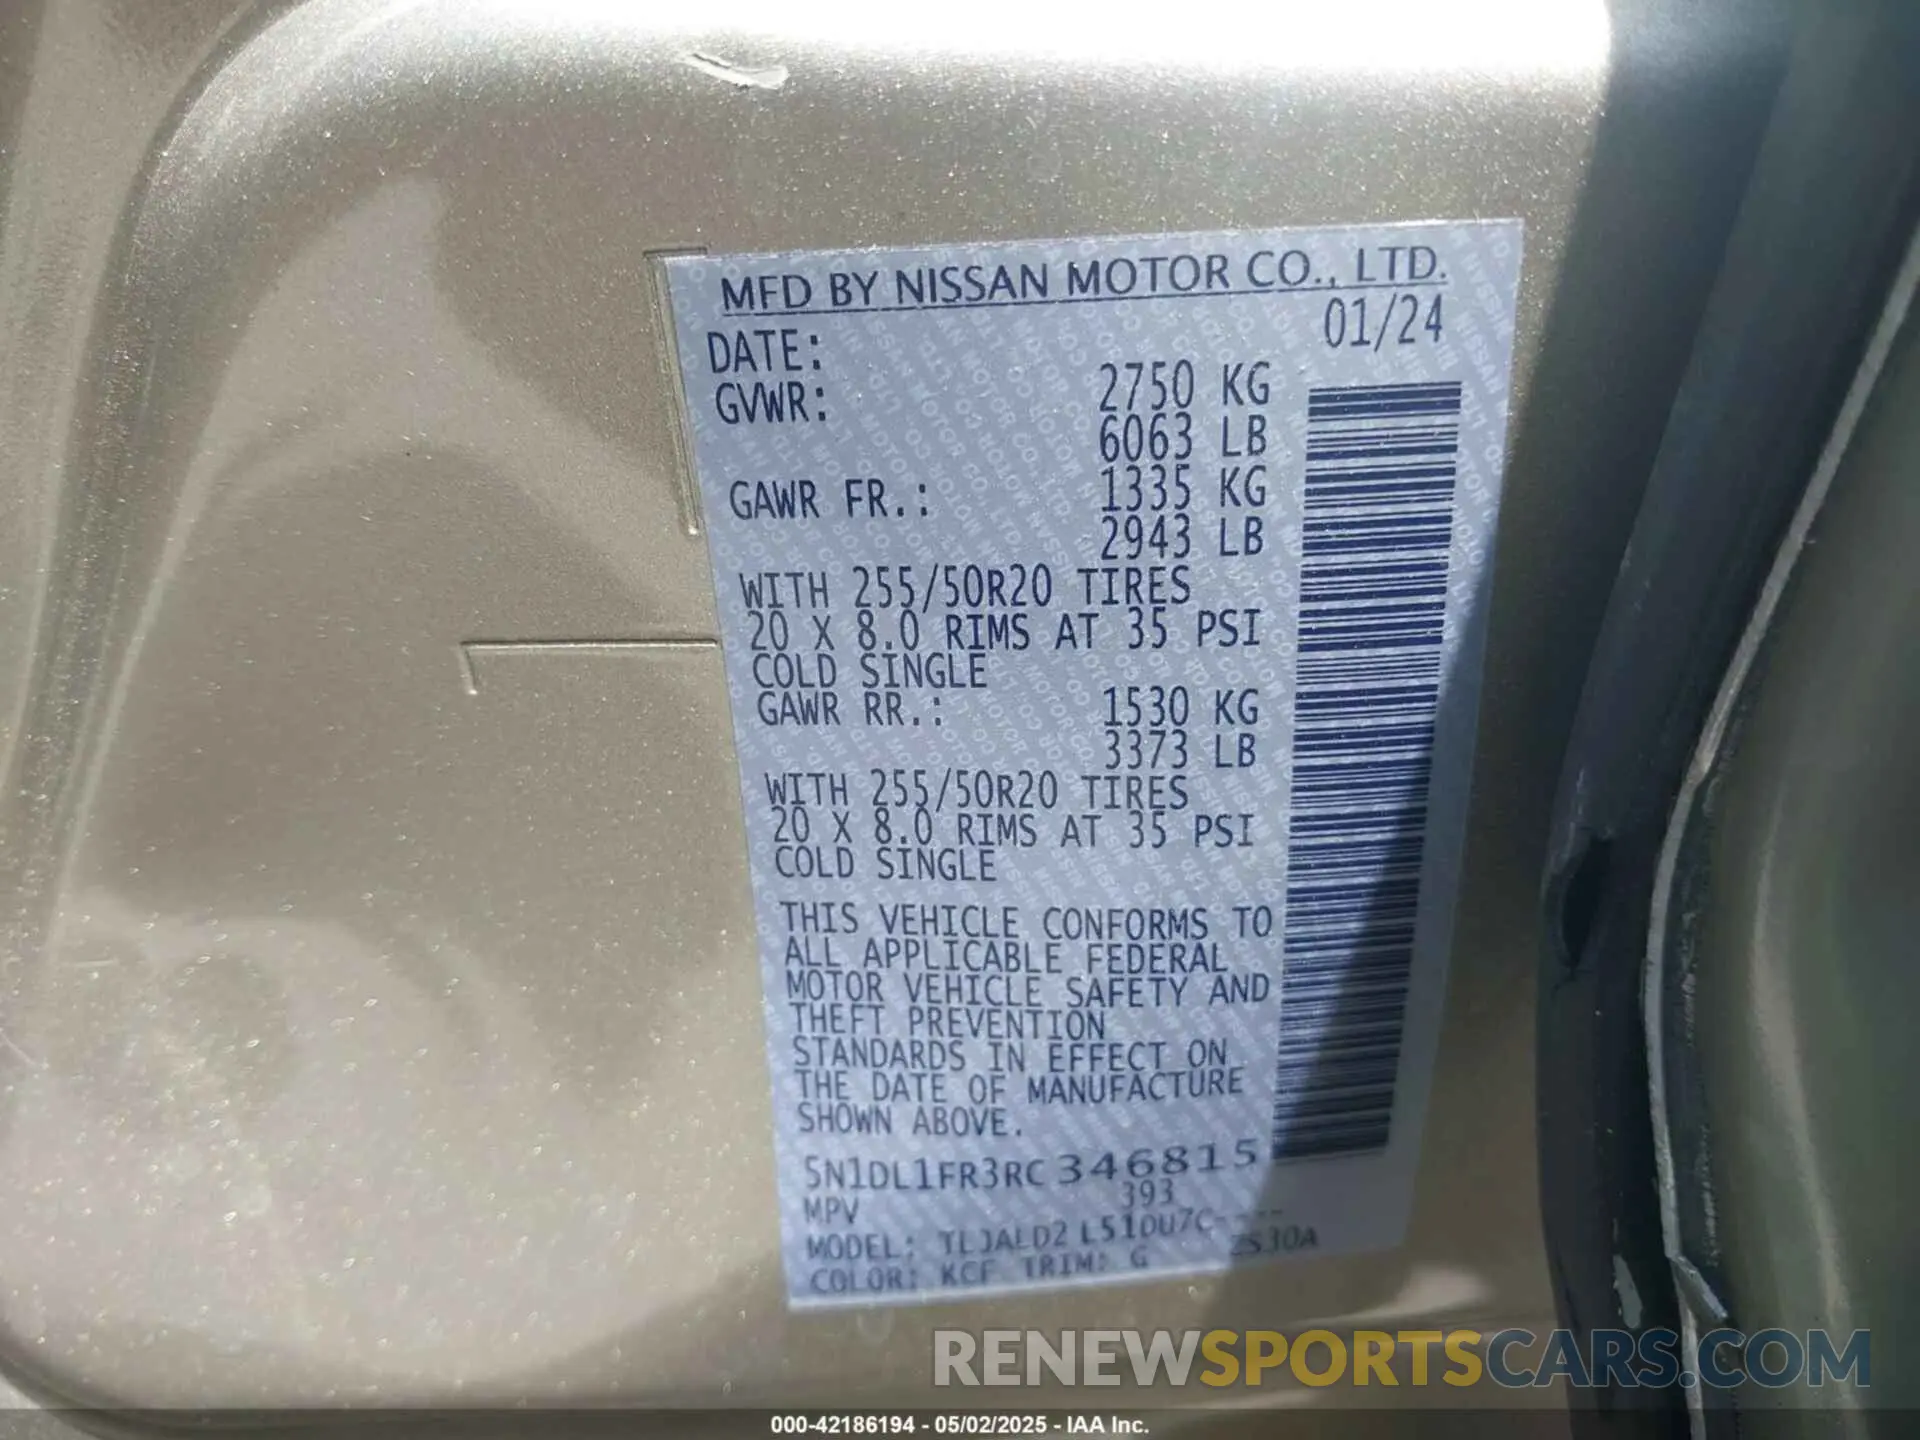 MFD BY NISSAN MOTOR CO., LTD.
DATE: 01/24
GVWR: 2750 KG
6063 LB
GAWR FR.: 1335 KG
2943 LB
WITH 255/50R20 TIRES
20 X 8.0 RIMS AT 35 PSI
COLD SINGLE
GAWR RR.: 1530 KG
3373 LB
WITH 255/50R20 TIRES
20 X 8.0 RIMS AT 35 PSI
COLD SINGLE
THIS VEHICLE CONFORMS TO
ALL APPLICABLE FEDERAL
MOTOR VEHICLE SAFETY AND
THEFT PREVENTION
STANDARDS IN EFFECT ON
THE DATE OF MANUFACTURE
SHOWN ABOVE.
5N1DL1FR3RC346815
MPV 393
MODEL: TLJALD2 L51DU7C----
COLOR: KCF TRIM: G ZS30A
RENEWSPORTSCARS.COM
000-42186194 - 05/02/2025 - IAA Inc.